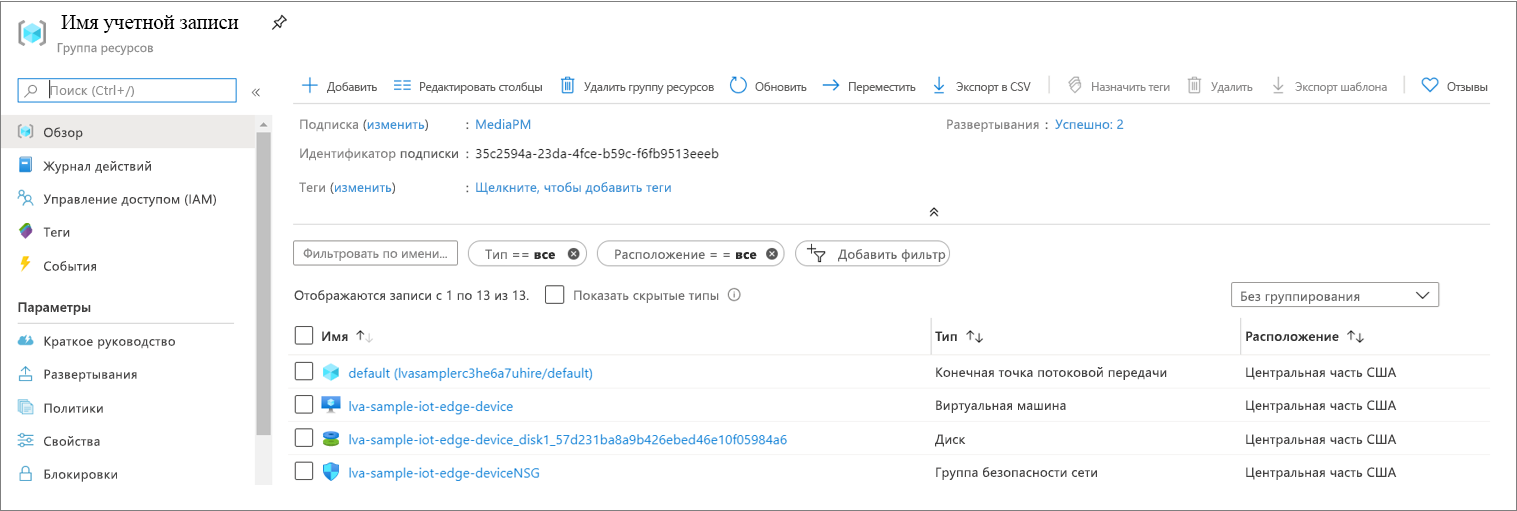 Имя учетной записи
Группа ресурсов
Поиск (Ctrl+/)
Обзор
Журнал действий
Управление доступом (IAM)
Теги
События
Параметры
Краткое руководство
Развертывания
Политики
Свойства
Блокировки
Добавить Редактировать столбцы Удалить группу ресурсов Обновить Переместить Экспорт в CSV Назначить теги Удалить Экспорт шаблона Отзывы
Подписка (изменить) : MediaPM Развертывания : Успешно: 2
Идентификатор подписки : 35c2594a-23da-4fce-b59c-f6fb9513eeeb
Теги (изменить) : Щелкните, чтобы добавить теги
Фильтровать по имени... Тип == все Расположение = = все Добавить фильтр
Отображаются записи с 1 по 13 из 13. Показать скрытые типы Без группирования
Имя Тип Расположение
default (lvasamplerc3he6a7uhire/default) Конечная точка потоковой передачи Центральная часть США
lva-sample-iot-edge-device Виртуальная машина Центральная часть США
lva-sample-iot-edge-device_disk1_57d231ba8a9b426ebed46e10f05984a6 Диск Центральная часть США
lva-sample-iot-edge-deviceNSG Группа безопасности сети Центральная часть США